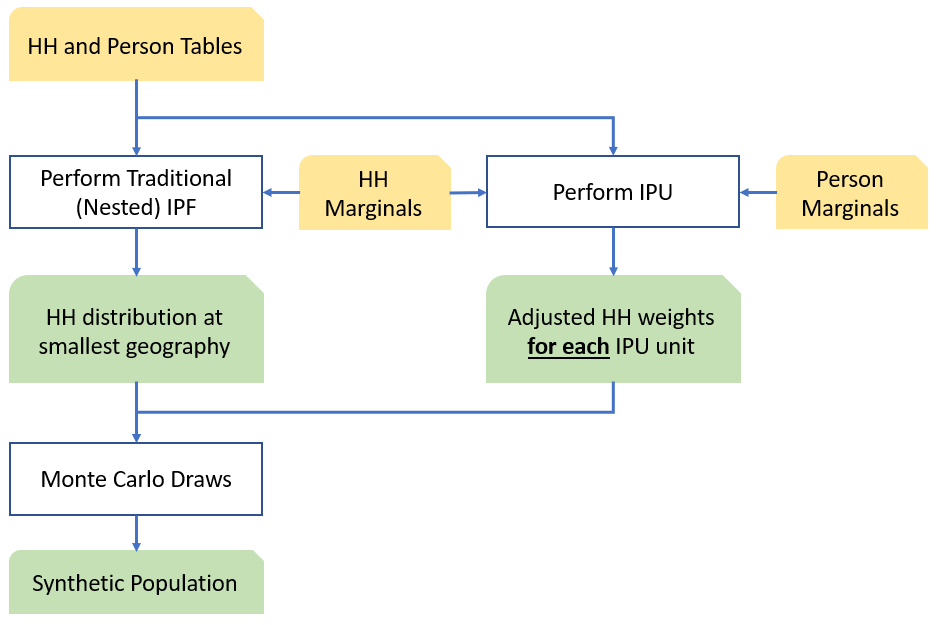 HH and Person Tables
Perform Traditional
(Nested) IPF
HH
Marginals
Perform IPU
Person
Marginals
HH distribution at
smallest geography
Adjusted HH weights
for each IPU unit
Monte Carlo Draws
Synthetic Population